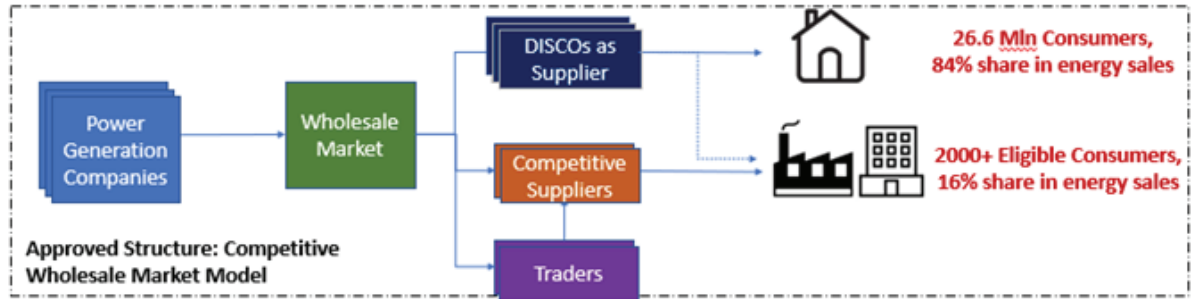 Power
Generation
Companies
Wholesale
Market
DISCOs as
Supplier
Competitive
Suppliers
Traders
26.6 Mln Consumers,
84% share in energy sales
2000+ Eligible Consumers,
16% share in energy sales
Approved Structure: Competitive
Wholesale Market Model